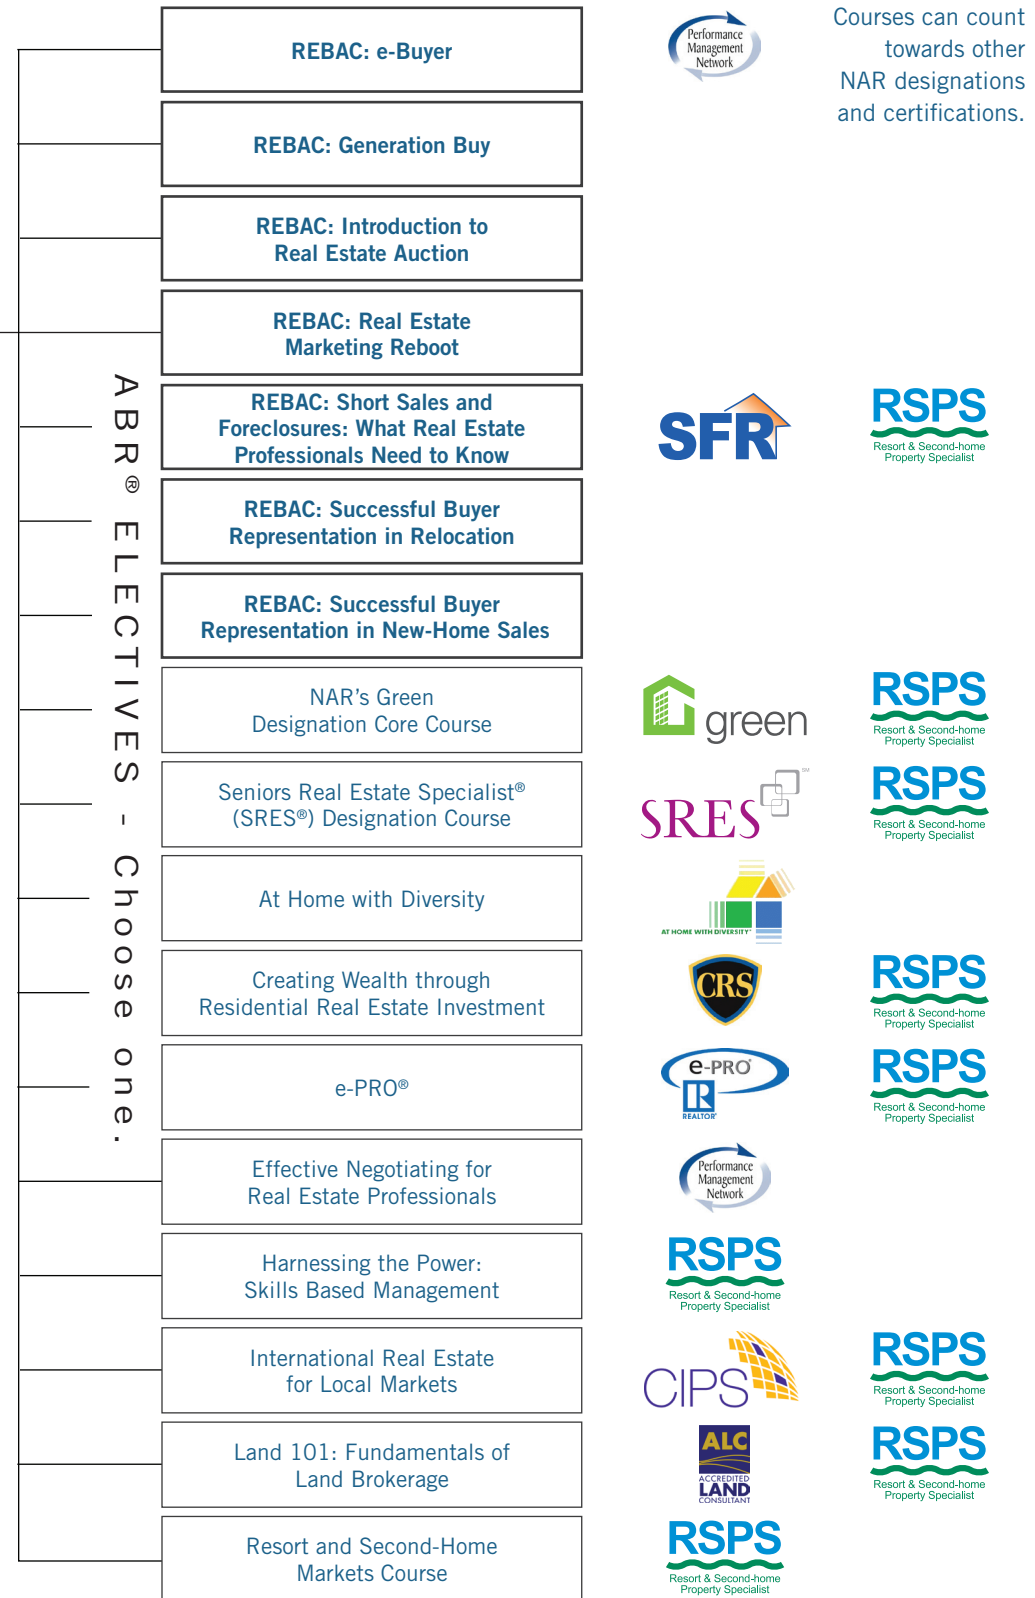 REBAC: e-Buyer
Performance
Management
Network
Courses can count
towards other
NAR designations
and certifications.
REBAC: Generation Buy
REBAC: Introduction to
Real Estate Auction
REBAC: Real Estate
Marketing Reboot
ABR® ELECTIVES - Choose one.
REBAC: Short Sales and
Foreclosures: What Real Estate
Professionals Need to Know
SFR
RSPS
Resort & Second-home
Property Specialist
REBAC: Successful Buyer
Representation in Relocation
REBAC: Successful Buyer
Representation in New-Home Sales
NAR’s Green
Designation Core Course
green
RSPS
Resort & Second-home
Property Specialist
Seniors Real Estate Specialist®
(SRES®) Designation Course
SRES℠
RSPS
Resort & Second-home
Property Specialist
At Home with Diversity
AT HOME WITH DIVERSITY
Creating Wealth through
Residential Real Estate Investment
CRS
RSPS
Resort & Second-home
Property Specialist
e-PRO®
e-PRO
R
REALTOR
RSPS
Resort & Second-home
Property Specialist
Effective Negotiating for
Real Estate Professionals
Performance
Management
Network
Harnessing the Power:
Skills Based Management
RSPS
Resort & Second-home
Property Specialist
International Real Estate
for Local Markets
CIPS
RSPS
Resort & Second-home
Property Specialist
Land 101: Fundamentals of
Land Brokerage
ALC
ACCREDITED
LAND
CONSULTANT
RSPS
Resort & Second-home
Property Specialist
Resort and Second-Home
Markets Course
RSPS
Resort & Second-home
Property Specialist